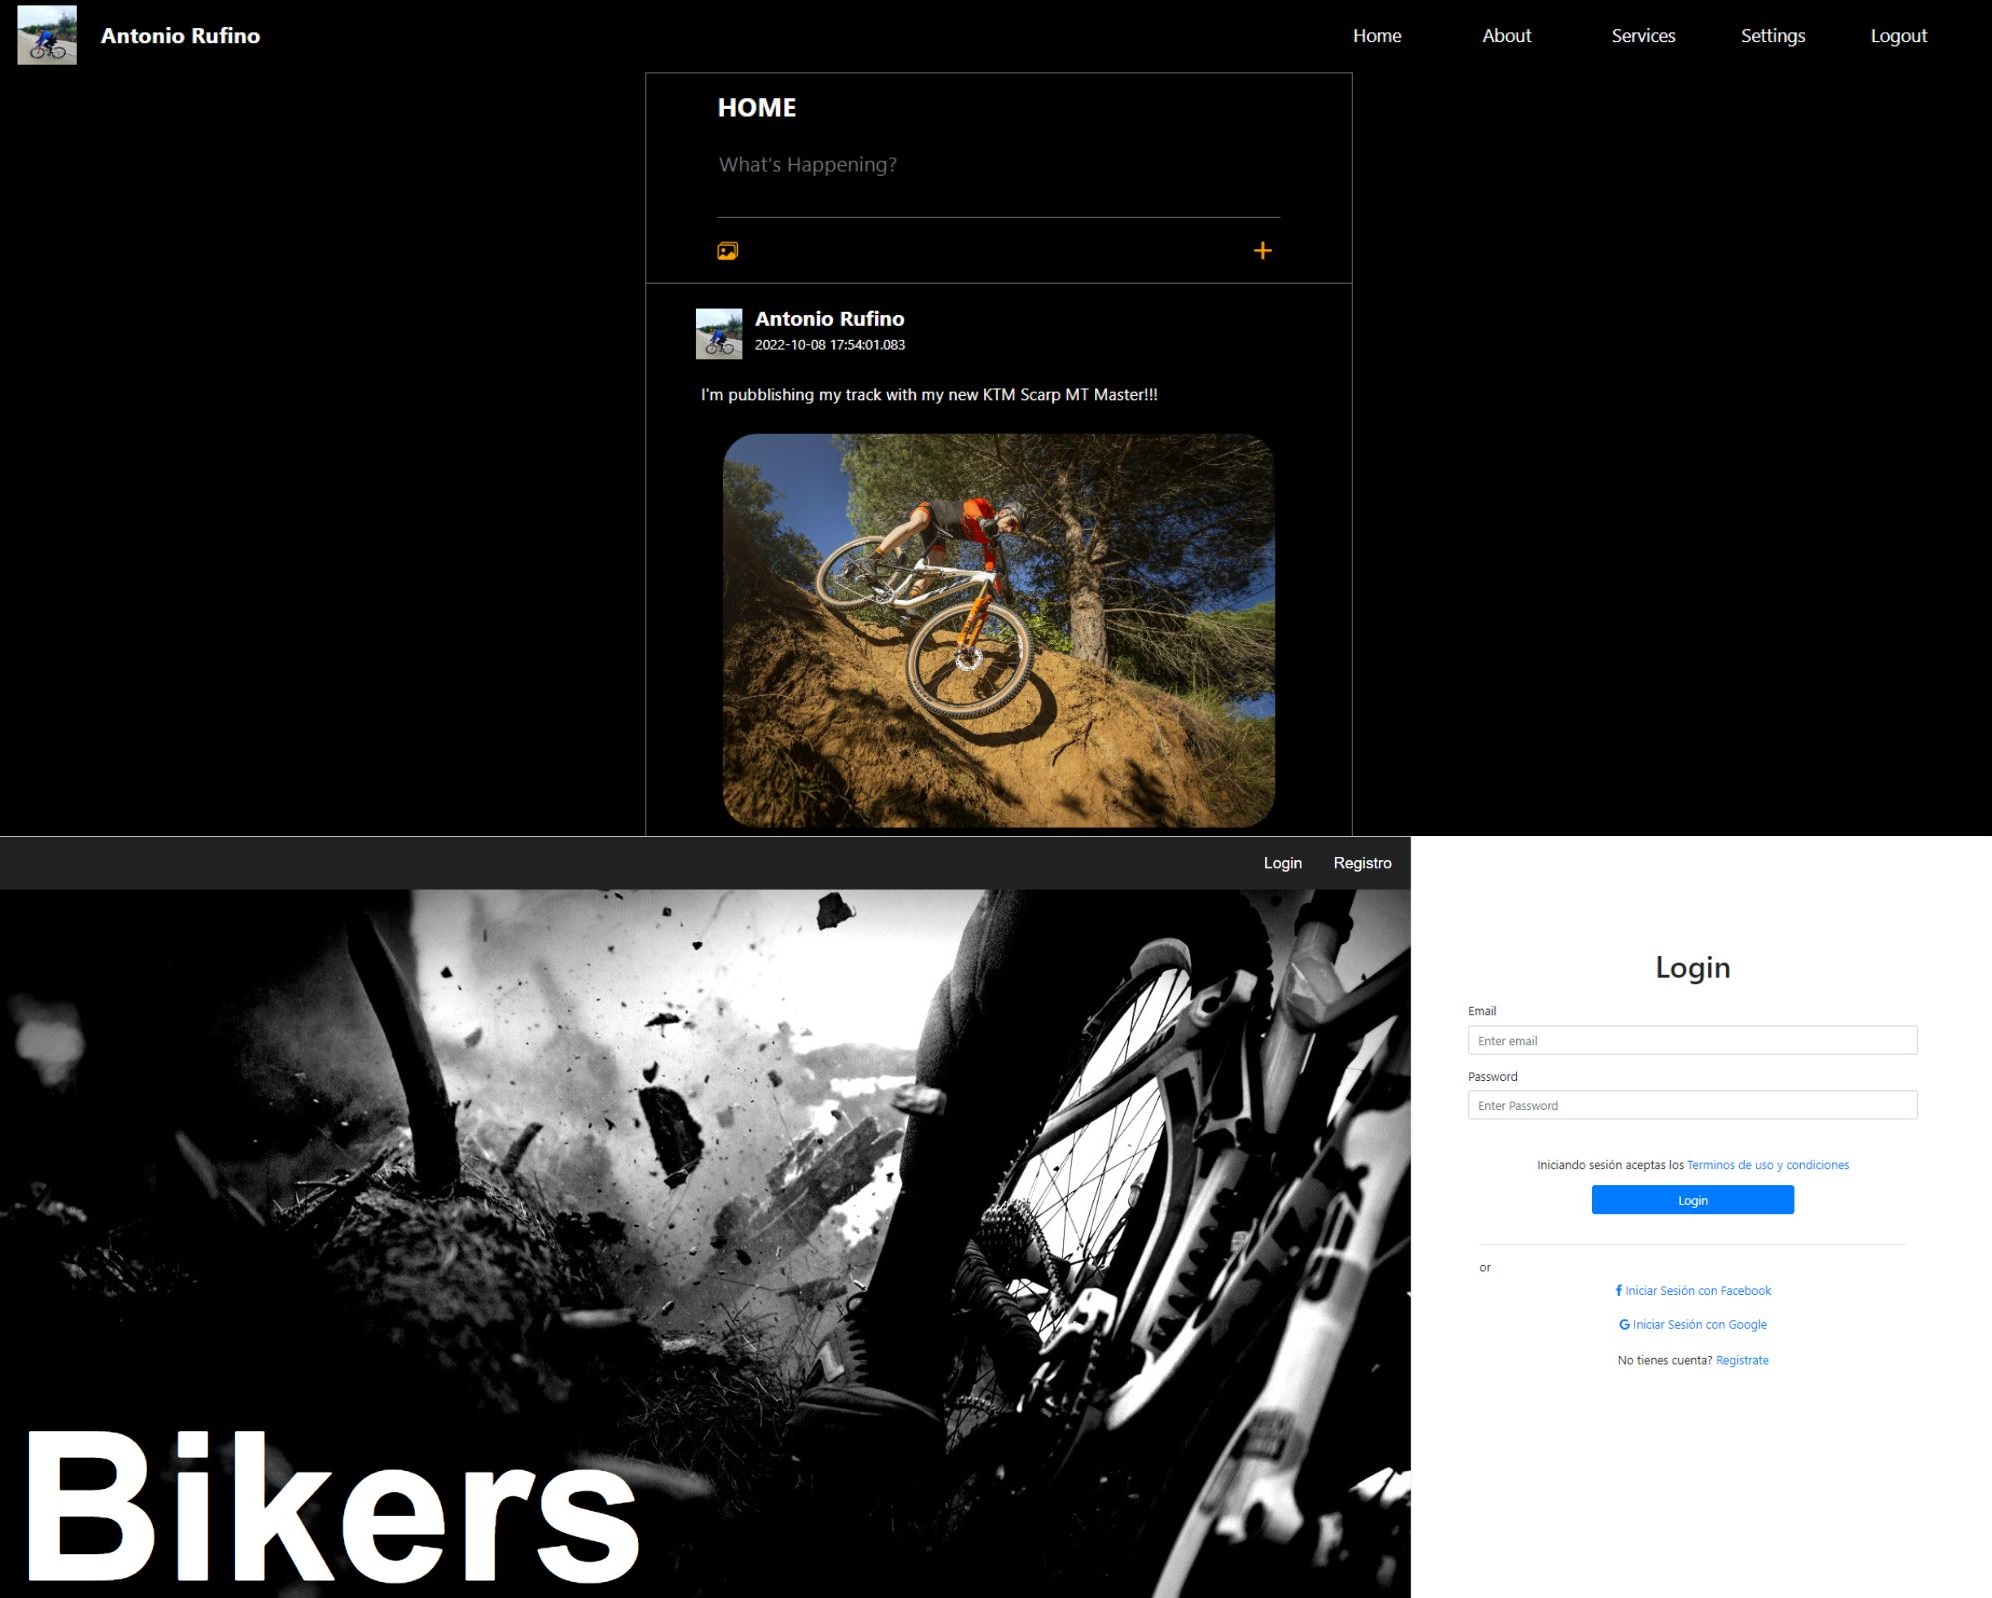 Antonio Rufino
Home About Services Settings Logout
HOME
What's Happening?
Antonio Rufino
2022-10-08 17:54:01.083
I'm pubblishing my track with my new KTM Scarp MT Master!!!
Login Registro
Bikers
Login
Email
Enter email
Password
Enter Password
Iniciando sesión aceptas los Terminos de uso y condiciones
Login
or
Iniciar Sesión con Facebook
Iniciar Sesión con Google
No tienes cuenta? Registrate